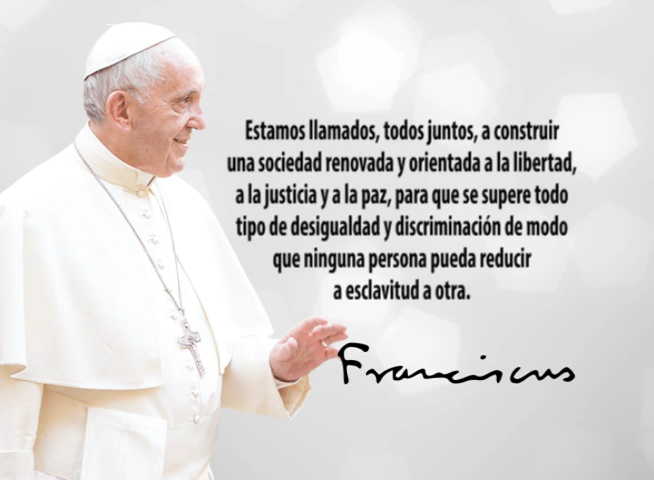 Estamos llamados, todos juntos, a construir
una sociedad renovada y orientada a la libertad,
a la justicia y a la paz, para que se supere todo
tipo de desigualdad y discriminación de modo
que ninguna persona pueda reducir
a esclavitud a otra.
Franciscus